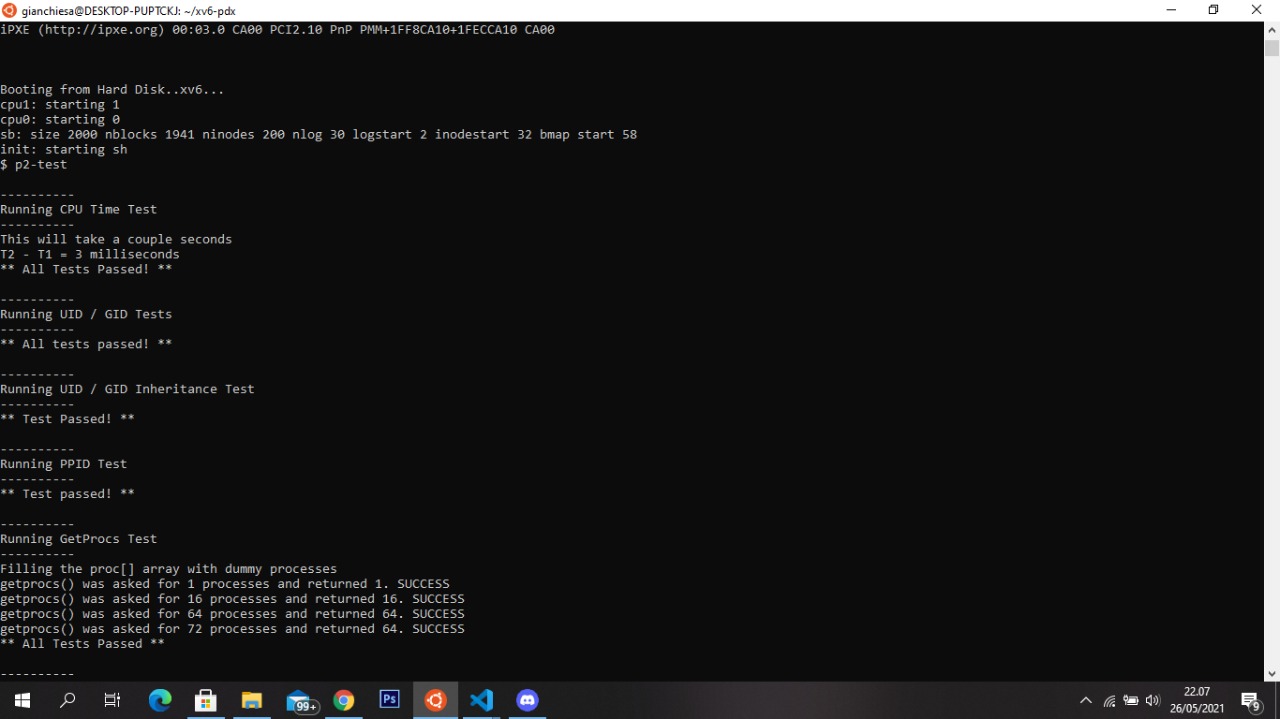 gianchiesa@DESKTOP-PUPTCKJ: ~/xv6-pdx
iPXE (http://ipxe.org) 00:03.0 CA00 PCI2.10 PnP PMM+1FF8CA10+1FECCA10 CA00
Booting from Hard Disk..xv6...
cpu1: starting 1
cpu0: starting 0
sb: size 2000 nblocks 1941 ninodes 200 nlog 30 logstart 2 inodestart 32 bmap start 58
init: starting sh
$ p2-test
----------
Running CPU Time Test
----------
This will take a couple seconds
T2 - T1 = 3 milliseconds
** All Tests Passed! **
----------
Running UID / GID Tests
----------
** All tests passed! **
----------
Running UID / GID Inheritance Test
----------
** Test Passed! **
----------
Running PPID Test
----------
** Test passed! **
----------
Running GetProcs Test
----------
Filling the proc[] array with dummy processes
getprocs() was asked for 1 processes and returned 1. SUCCESS
getprocs() was asked for 16 processes and returned 16. SUCCESS
getprocs() was asked for 64 processes and returned 64. SUCCESS
getprocs() was asked for 72 processes and returned 64. SUCCESS
** All Tests Passed **
----------
99+
Ps
22.07
26/05/2021
9